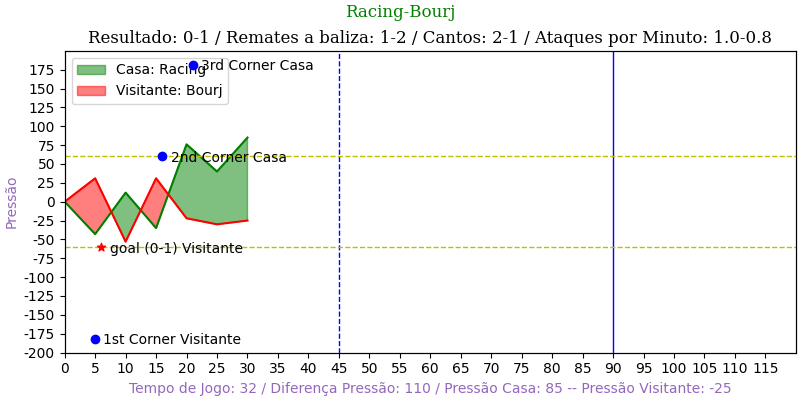 Racing-Bourj
Resultado: 0-1 / Remates a baliza: 1-2 / Cantos: 2-1 / Ataques por Minuto: 1.0-0.8
Casa: Racing
Visitante: Bourj
3rd Corner Casa
2nd Corner Casa
goal (0-1) Visitante
1st Corner Visitante
Pressão
175
150
125
100
75
50
25
0
-25
-50
-75
-100
-125
-150
-175
-200
0 5 10 15 20 25 30 35 40 45 50 55 60 65 70 75 80 85 90 95 100 105 110 115
Tempo de Jogo: 32 / Diferença Pressão: 110 / Pressão Casa: 85 -- Pressão Visitante: -25